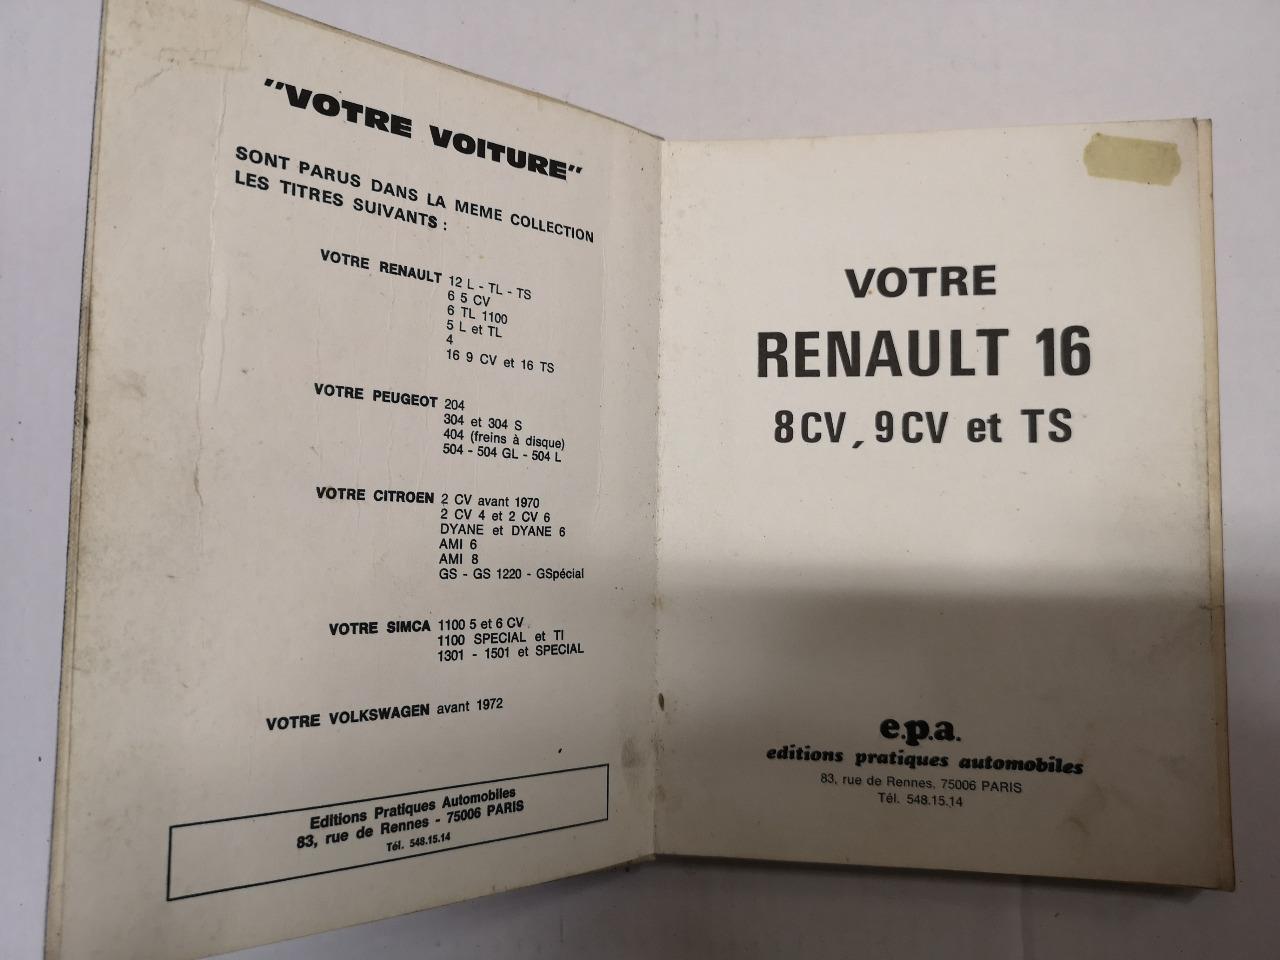 "VOTRE VOITURE"
SONT PARUS DANS LA MEME COLLECTION
LES TITRES SUIVANTS :
VOTRE RENAULT 12 L - TL - TS
6 5 CV
6 TL 1100
5 L et TL
4
16 9 CV et 16 TS
VOTRE PEUGEOT 204
304 et 304 S
404 (freins à disque)
504 - 504 GL - 504 L
VOTRE CITROEN 2 CV avant 1970
2 CV 4 et 2 CV 6
DYANE et DYANE 6
AMI 6
AMI 8
GS - GS 1220 - GSpécial
VOTRE SIMCA 1100 5 et 6 CV
1100 SPECIAL et TI
1301 - 1501 et SPECIAL
VOTRE VOLKSWAGEN avant 1972
Editions Pratiques Automobiles
83, rue de Rennes - 75006 PARIS
Tél. 548.15.14
VOTRE
RENAULT 16
8 CV, 9 CV et TS
e.p.a.
editions pratiques automobiles
83, rue de Rennes, 75006 PARIS
Tél. 548.15.14